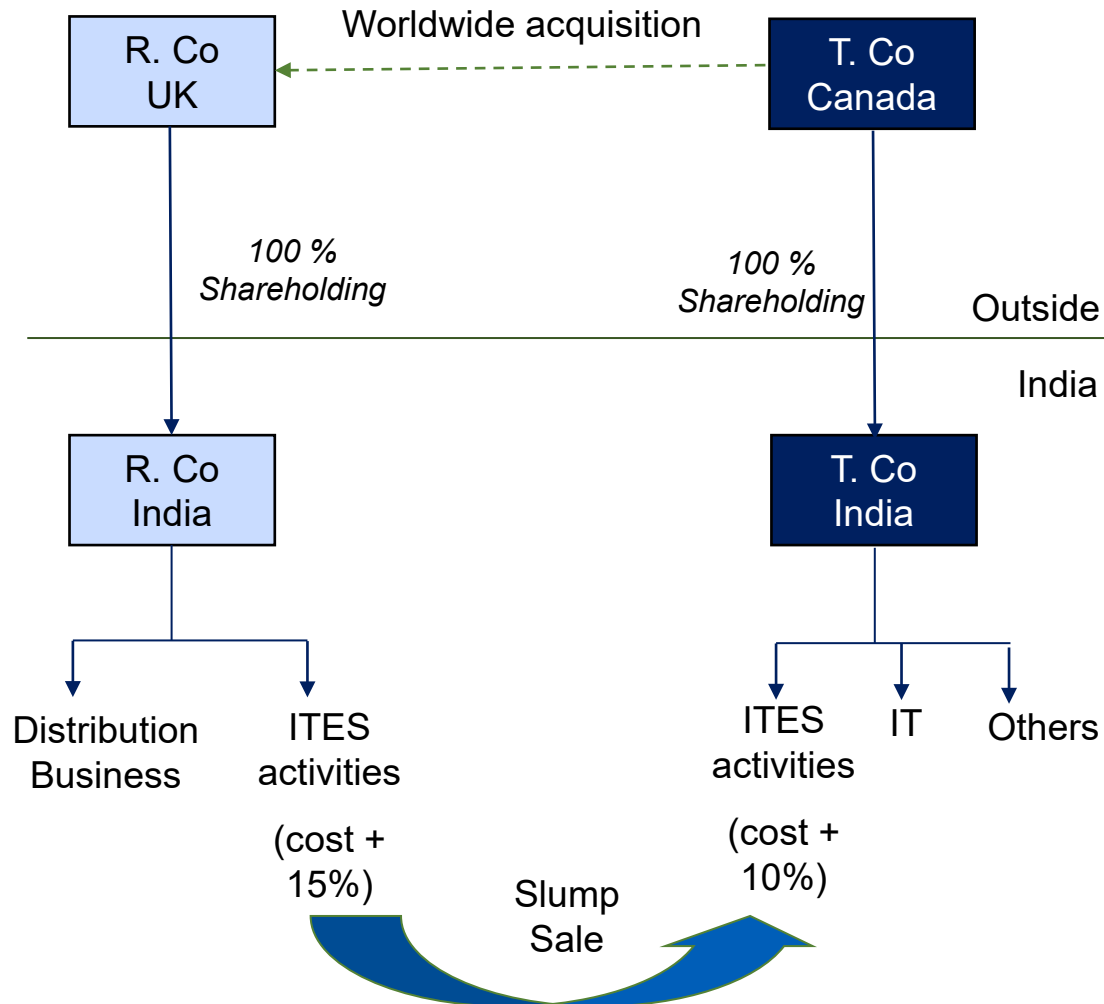 Worldwide acquisition
R. Co
UK
T. Co
Canada
100 %
Shareholding
100 %
Shareholding
Outside
India
R. Co
India
T. Co
India
Distribution
Business
ITES
activities
(cost +
15%)
ITES
activities
(cost +
10%)
IT
Others
Slump
Sale